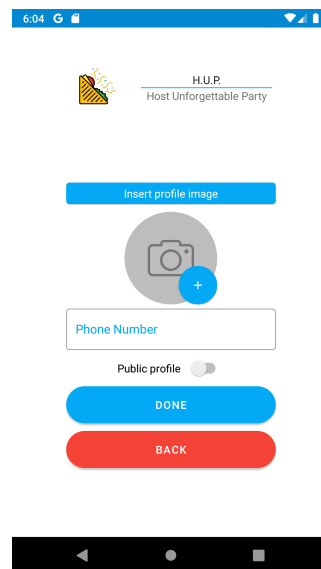 6:04 G
H.U.P.
Host Unforgettable Party
Insert profile image
+
Phone Number
Public profile
DONE
BACK